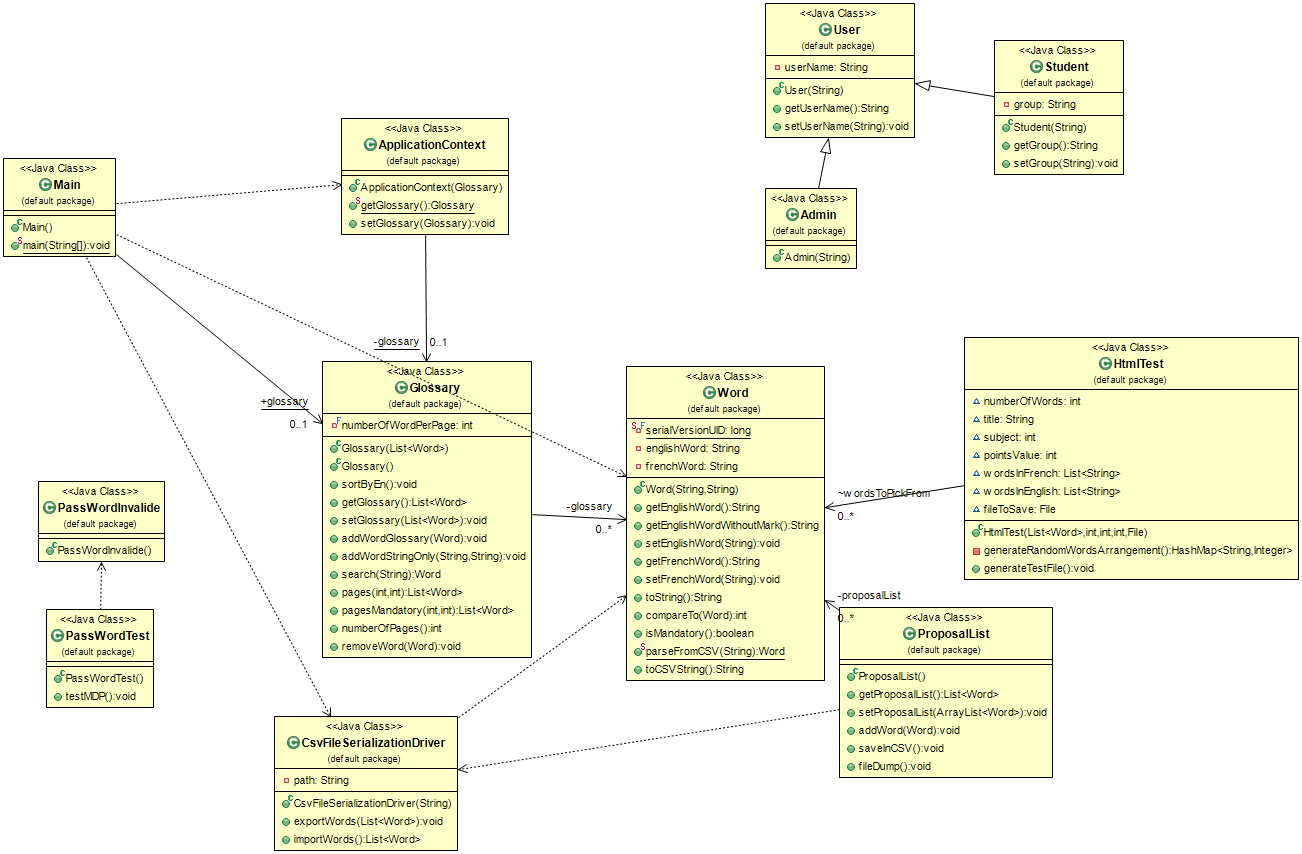 <<Java Class>>
User
(default package)
userName: String
User(String)
getUserName():String
setUserName(String):void
<<Java Class>>
Student
(default package)
group: String
Student(String)
getGroup():String
setGroup(String):void
<<Java Class>>
ApplicationContext
(default package)
ApplicationContext(Glossary)
getGlossary():Glossary
setGlossary(Glossary):void
<<Java Class>>
Main
(default package)
Main()
main(String[]):void
<<Java Class>>
Admin
(default package)
Admin(String)
-glossary
0..1
+glossary
0..1
<<Java Class>>
Glossary
(default package)
numberOfWordPerPage: int
Glossary(List<Word>)
Glossary()
sortByEn():void
getGlossary():List<Word>
setGlossary(List<Word>):void
addWordGlossary(Word):void
addWordStringOnly(String,String):void
search(String):Word
pages(int,int):List<Word>
pagesMandatory(int,int):List<Word>
numberOfPages():int
removeWord(Word):void
-glossary
0..*
<<Java Class>>
Word
(default package)
serialVersionUID: long
englishWord: String
frenchWord: String
Word(String,String)
getEnglishWord():String
getEnglishWordWithoutMark():String
setEnglishWord(String):void
getFrenchWord():String
setFrenchWord(String):void
toString():String
compareTo(Word):int
isMandatory():boolean
parseFromCSV(String):Word
toCSVString():String
~wordsToPickFrom
0..*
<<Java Class>>
HtmlTest
(default package)
numberOfWords: int
title: String
subject: int
pointsValue: int
wordsInFrench: List<String>
wordsInEnglish: List<String>
fileToSave: File
HtmlTest(List<Word>,int,int,int,File)
generateRandomWordsArrangement():HashMap<String,Integer>
generateTestFile():void
<<Java Class>>
PassWordInvalide
(default package)
PassWordInvalide()
<<Java Class>>
PassWordTest
(default package)
PassWordTest()
testMDP():void
-proposalList
0..*
<<Java Class>>
ProposalList
(default package)
ProposalList()
getProposalList():List<Word>
setProposalList(ArrayList<Word>):void
addWord(Word):void
saveInCSV():void
fileDump():void
<<Java Class>>
CsvFileSerializationDriver
(default package)
path: String
CsvFileSerializationDriver(String)
exportWords(List<Word>):void
importWords():List<Word>